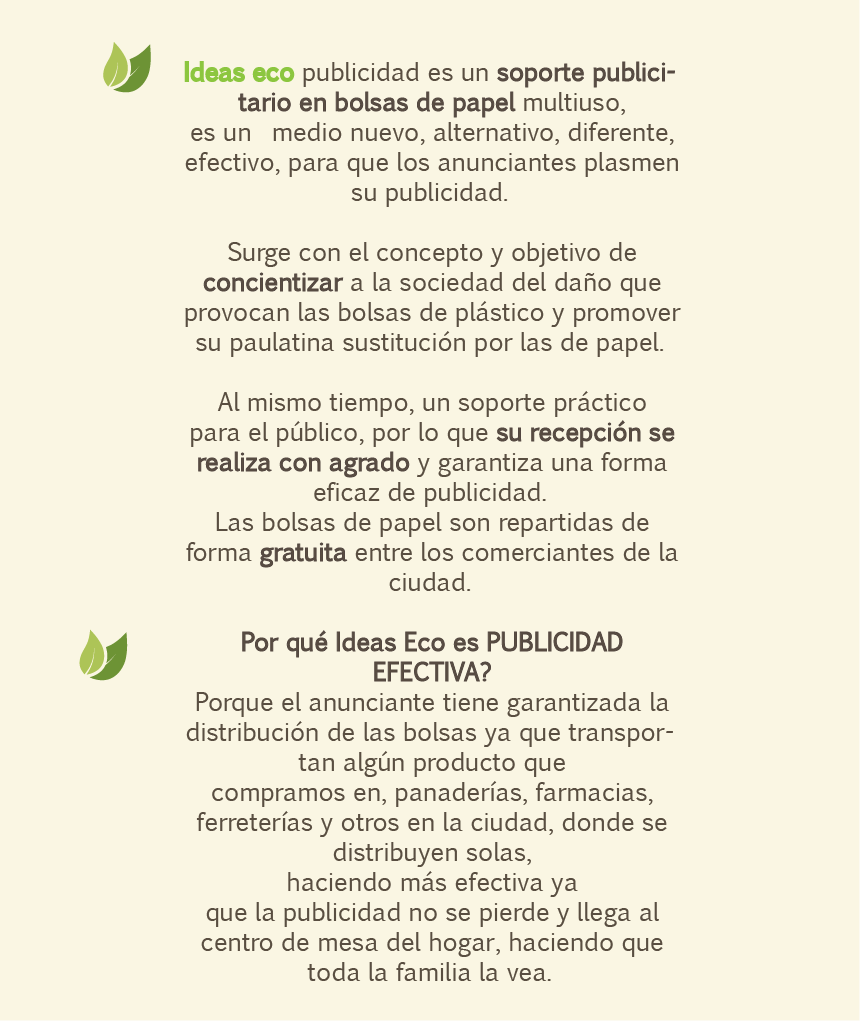 Ideas eco publicidad es un soporte publici-
tario en bolsas de papel multiuso,
es un   medio nuevo, alternativo, diferente,
efectivo, para que los anunciantes plasmen
su publicidad.
Surge con el concepto y objetivo de
concientizar a la sociedad del daño que
provocan las bolsas de plástico y promover
su paulatina sustitución por las de papel.
Al mismo tiempo, un soporte práctico
para el público, por lo que su recepción se
realiza con agrado y garantiza una forma
eficaz de publicidad.
Las bolsas de papel son repartidas de
forma gratuita entre los comerciantes de la
ciudad.
Por qué Ideas Eco es PUBLICIDAD
EFECTIVA?
Porque el anunciante tiene garantizada la
distribución de las bolsas ya que transpor-
tan algún producto que
compramos en, panaderías, farmacias,
ferreterías y otros en la ciudad, donde se
distribuyen solas,
haciendo más efectiva ya
que la publicidad no se pierde y llega al
centro de mesa del hogar, haciendo que
toda la familia la vea.